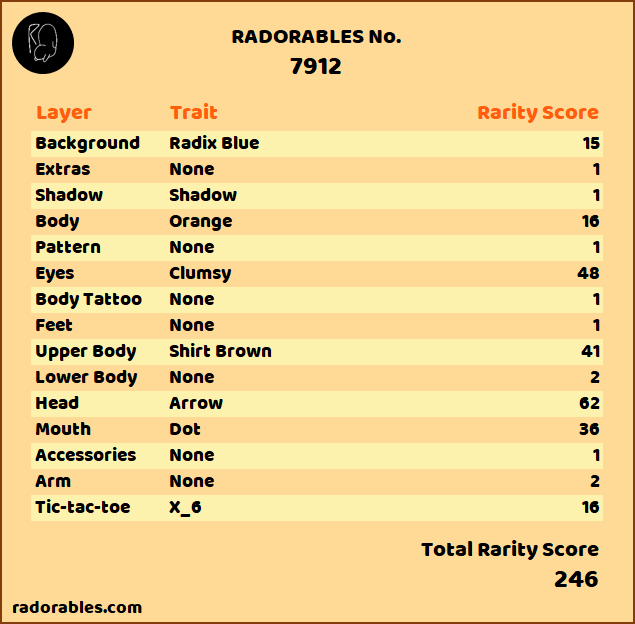 RADORABLES No.
7912
Layer Trait Rarity Score
Background Radix Blue 15
Extras None 1
Shadow Shadow 1
Body Orange 16
Pattern None 1
Eyes Clumsy 48
Body Tattoo None 1
Feet None 1
Upper Body Shirt Brown 41
Lower Body None 2
Head Arrow 62
Mouth Dot 36
Accessories None 1
Arm None 2
Tic-tac-toe X_6 16
Total Rarity Score
246
radorables.com